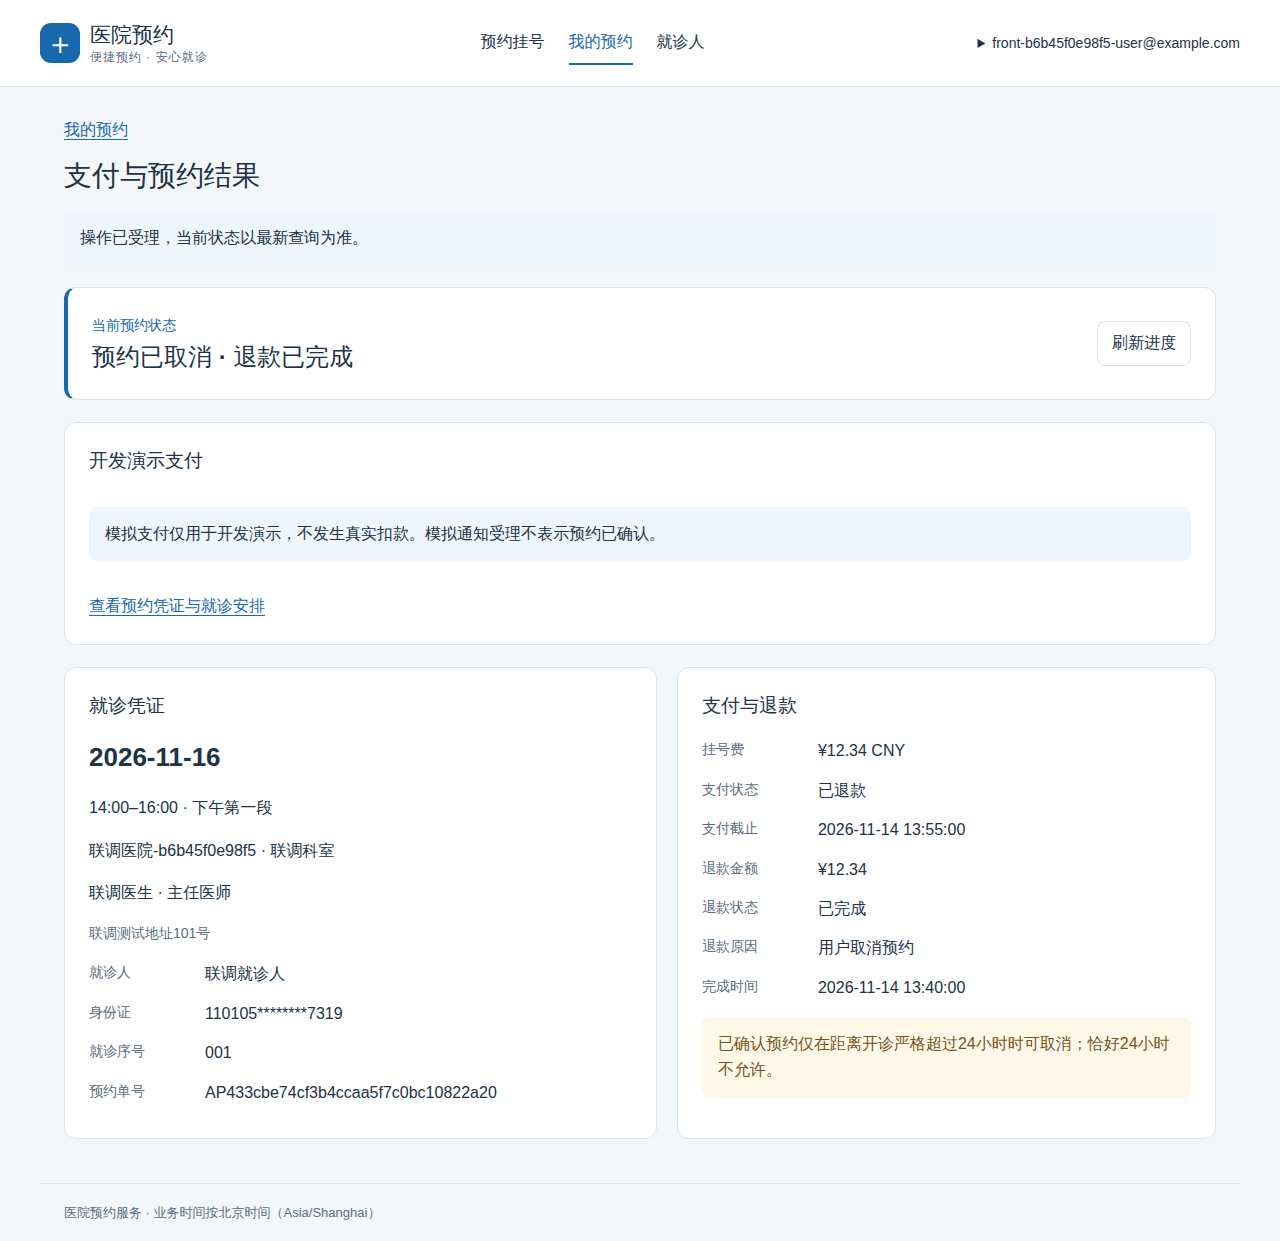 医院预约
便捷预约 · 安心就诊
预约挂号
我的预约
就诊人
front-b6b45f0e98f5-user@example.com
我的预约
支付与预约结果
操作已受理，当前状态以最新查询为准。
当前预约状态
预约已取消 · 退款已完成
刷新进度
开发演示支付
模拟支付仅用于开发演示，不发生真实扣款。模拟通知受理不表示预约已确认。
查看预约凭证与就诊安排
就诊凭证
2026-11-16
14:00–16:00 · 下午第一段
联调医院-b6b45f0e98f5 · 联调科室
联调医生 · 主任医师
联调测试地址101号
就诊人 联调就诊人
身份证 110105********7319
就诊序号 001
预约单号 AP433cbe74cf3b4ccaa5f7c0bc10822a20
支付与退款
挂号费 ¥12.34 CNY
支付状态 已退款
支付截止 2026-11-14 13:55:00
退款金额 ¥12.34
退款状态 已完成
退款原因 用户取消预约
完成时间 2026-11-14 13:40:00
已确认预约仅在距离开诊严格超过24小时时可取消；恰好24小时
不允许。
医院预约服务 · 业务时间按北京时间（Asia/Shanghai）